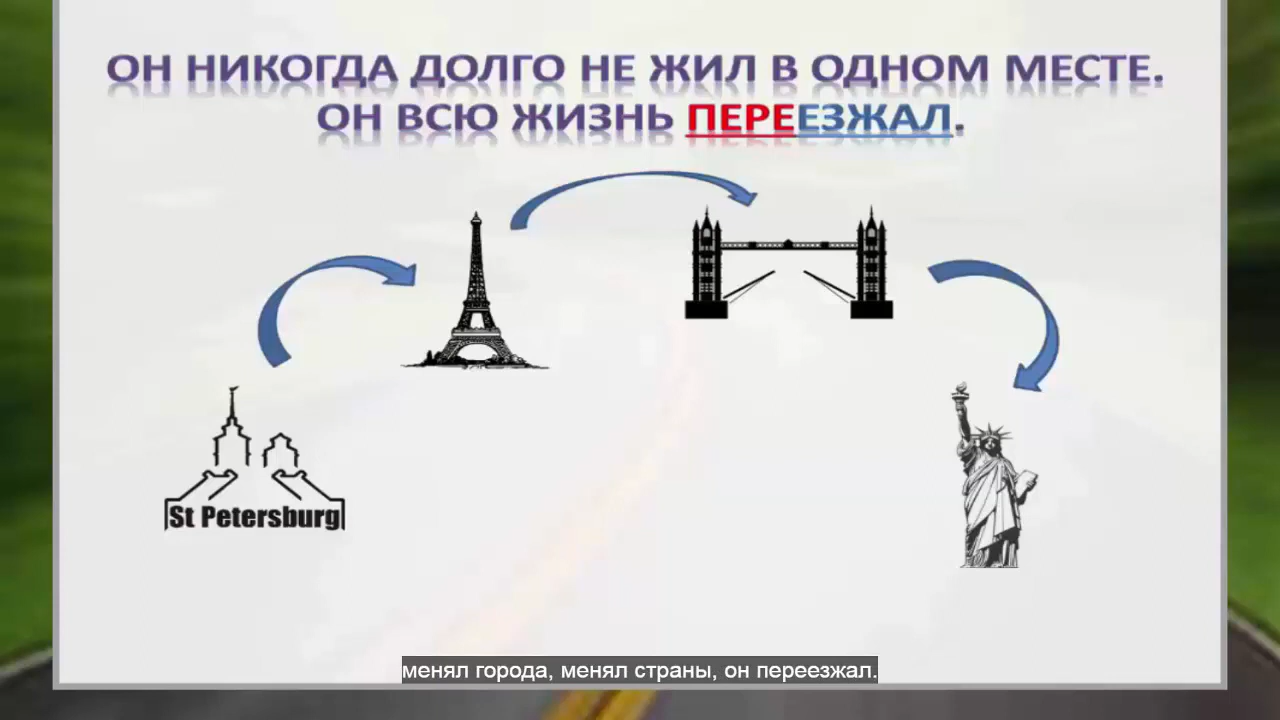 ОН НИКОГДА ДОЛГО НЕ ЖИЛ В ОДНОМ МЕСТЕ.
ОН ВСЮ ЖИЗНЬ ПЕРЕЕЗЖАЛ.
St Petersburg
менял города, менял страны, он переезжал.